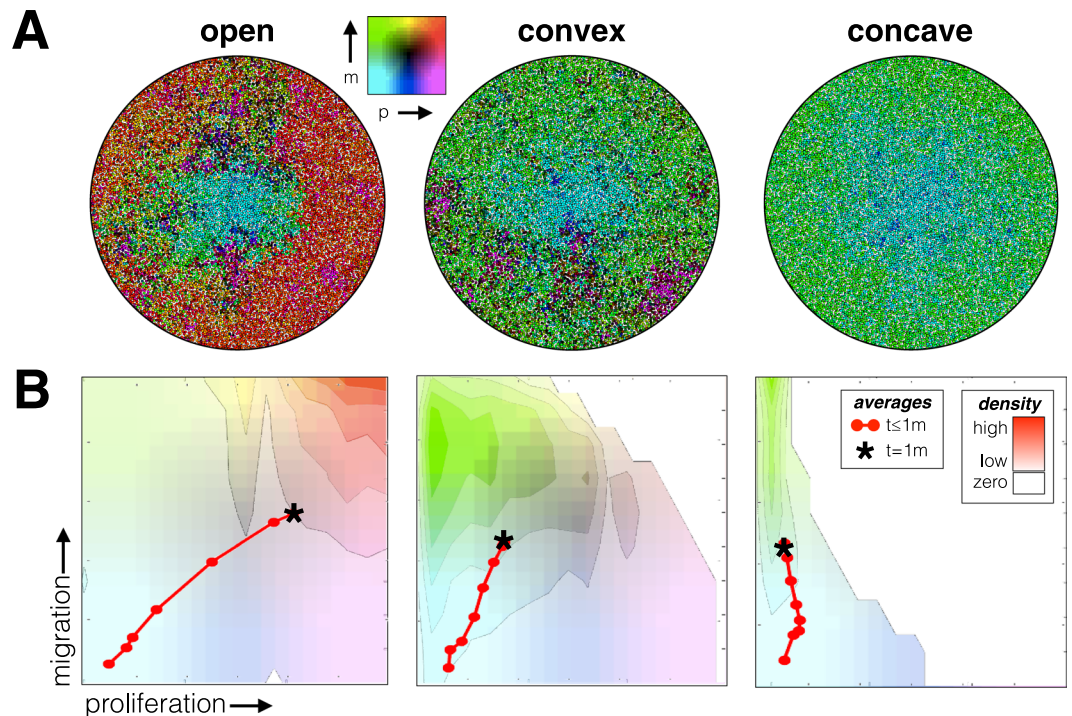 A
open
convex
concave
m
p
B
averages
t≤1m
t=1m
density
high
low
zero
migration
proliferation